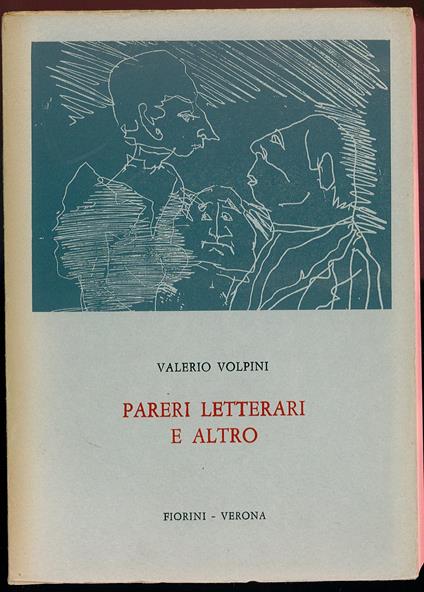 VALERIO VOLPINI
PARERI LETTERARI
E ALTRO
FIORINI - VERONA